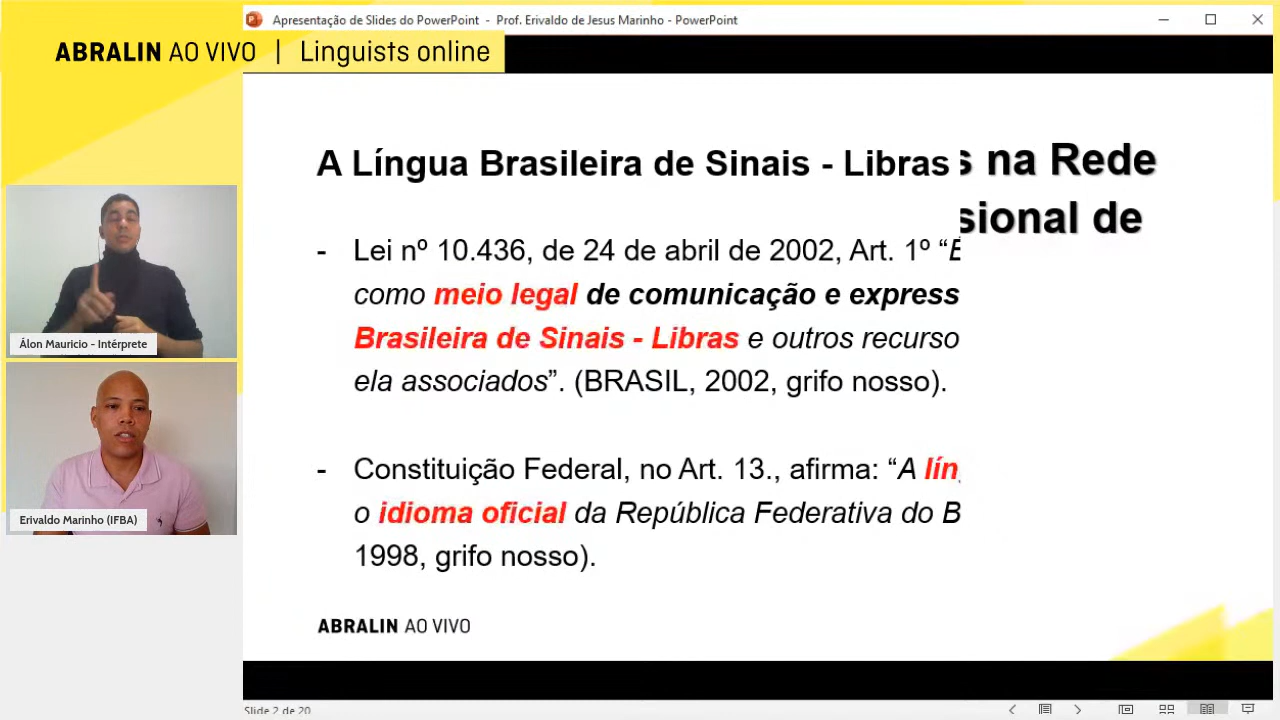 Apresentação de Slides do PowerPoint - Prof. Erivaldo de Jesus Marinho - PowerPoint
ABRALIN AO VIVO | Linguists online
A Língua Brasileira de Sinais - Libras
s na Rede
sional de
- Lei nº 10.436, de 24 de abril de 2002, Art. 1º “É
como meio legal de comunicação e express
Brasileira de Sinais - Libras e outros recurso
ela associados”. (BRASIL, 2002, grifo nosso).
- Constituição Federal, no Art. 13., afirma: “A lín
o idioma oficial da República Federativa do B
1998, grifo nosso).
ABRALIN AO VIVO
Álon Mauricio - Intérprete
Erivaldo Marinho (IFBA)
Slide 2 de 20